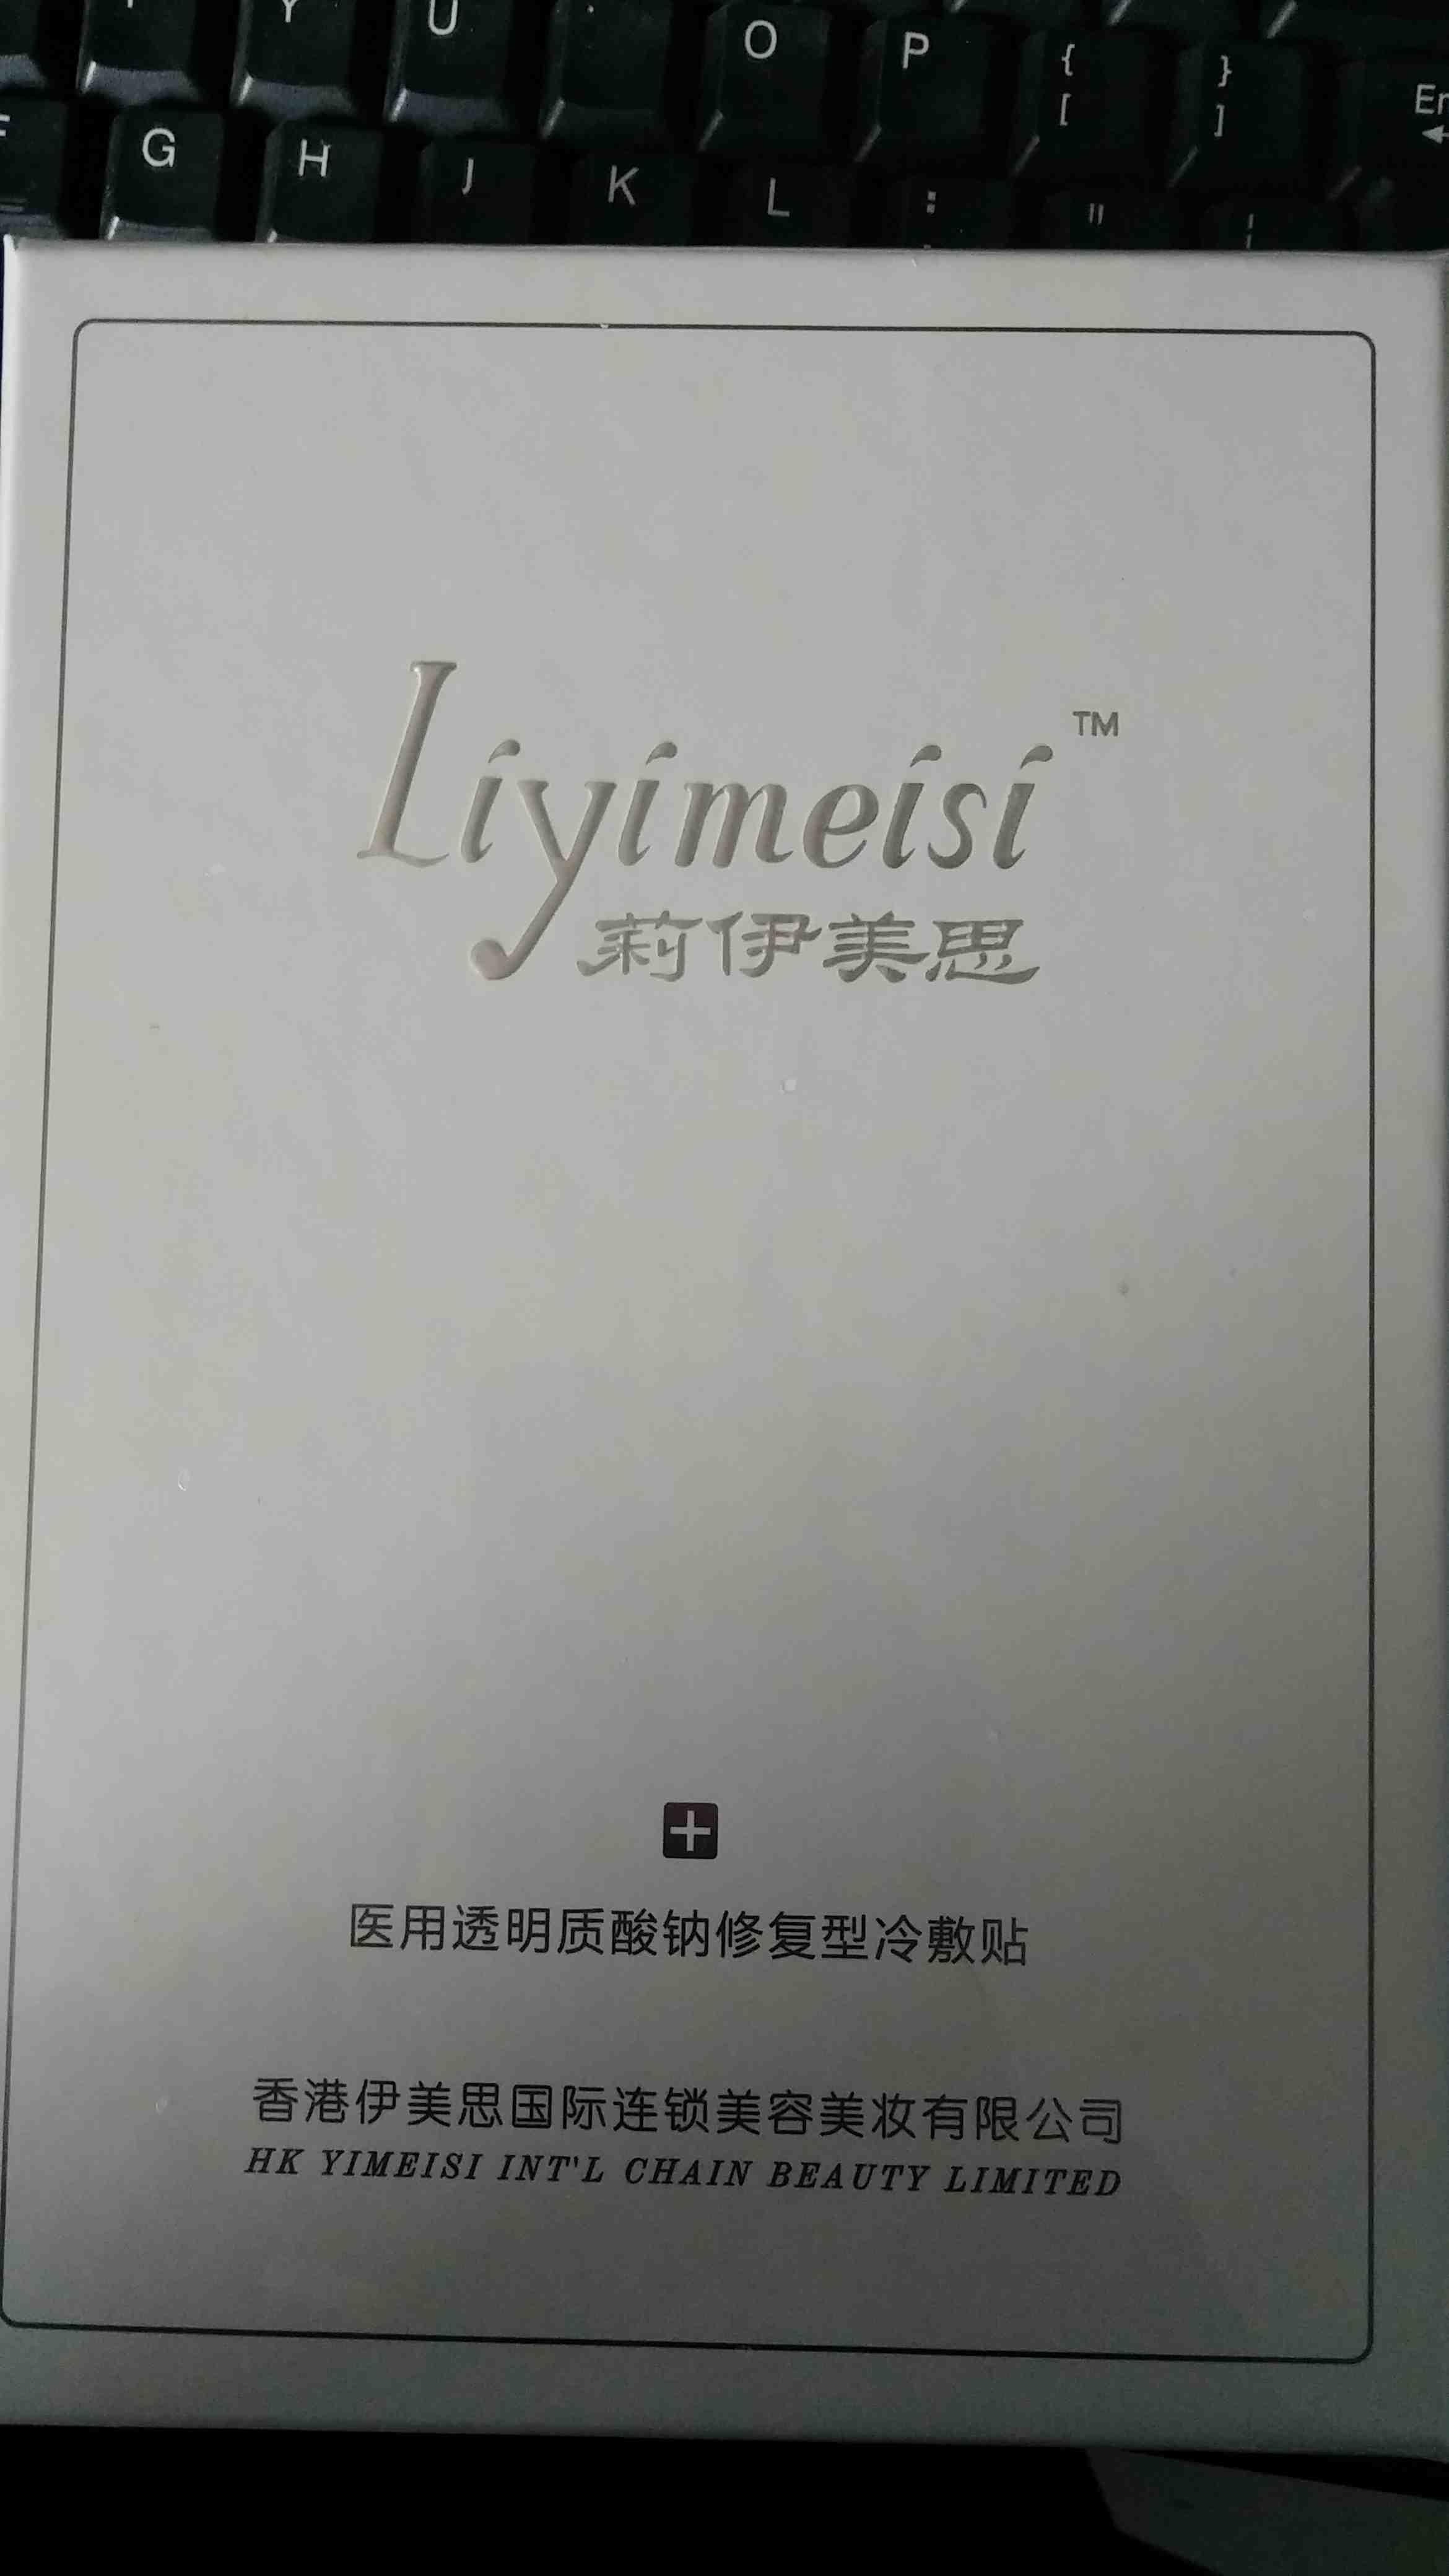 Y U O P { }
[ ]
G H J K L : "
Liyimeisi™
莉伊美思
医用透明质酸钠修复型冷敷贴
香港伊美思国际连锁美容美妆有限公司
HK YIMEISI INT'L CHAIN BEAUTY LIMITED